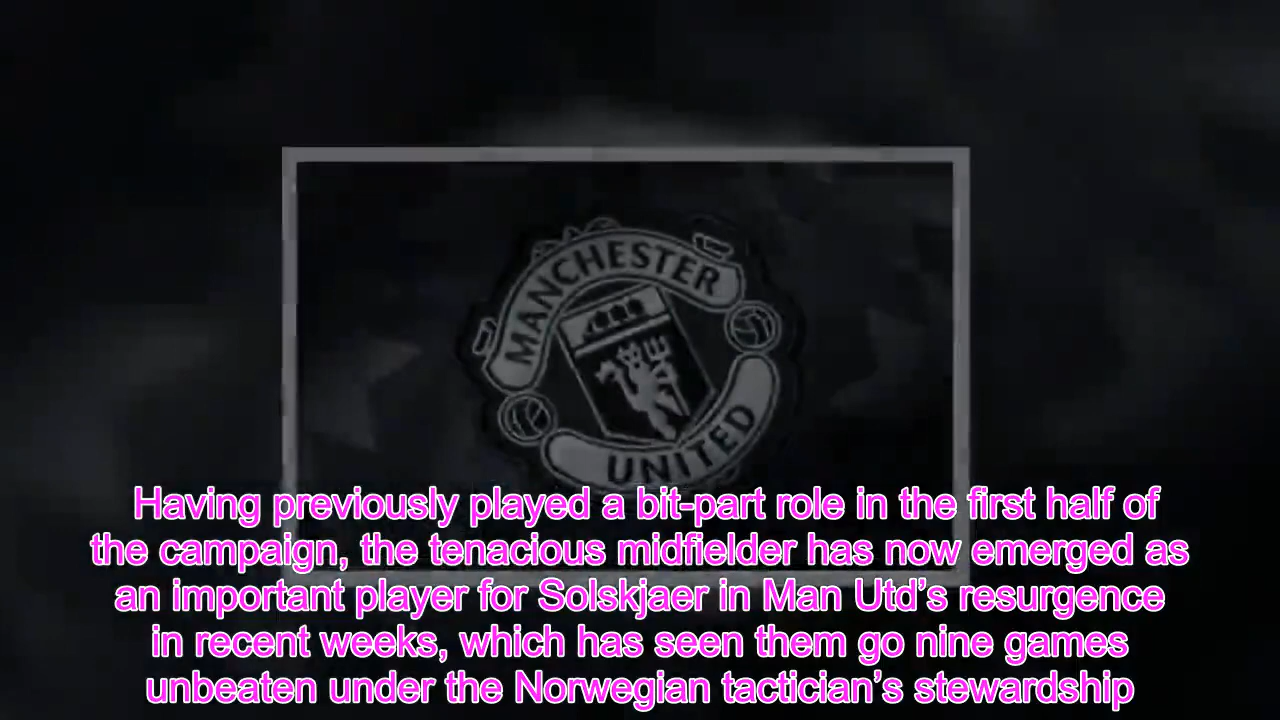 MANCHESTER
UNITED
Having previously played a bit-part role in the first half of
the campaign, the tenacious midfielder has now emerged as
an important player for Solskjaer in Man Utd’s resurgence
in recent weeks, which has seen them go nine games
unbeaten under the Norwegian tactician’s stewardship